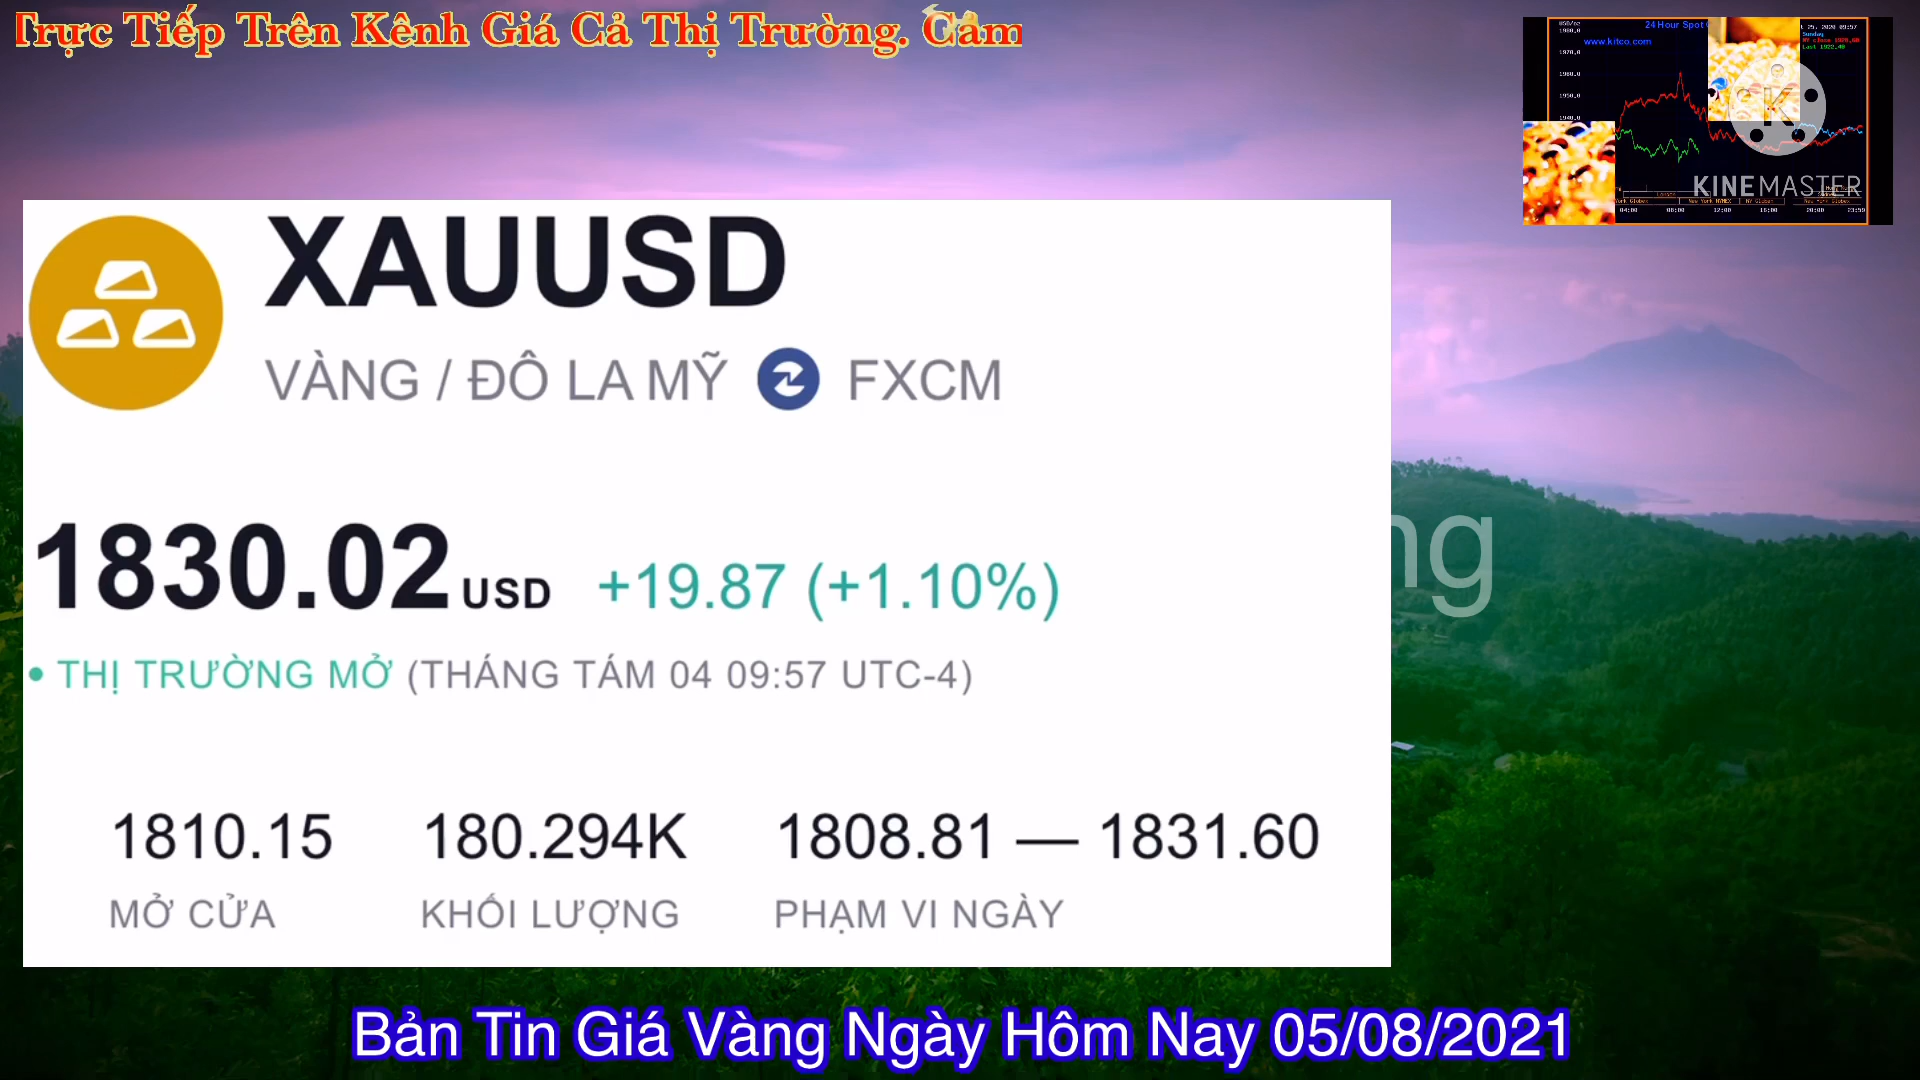 Trực Tiếp Trên Kênh Giá Cả Thị Trường. Cảm
24 Hour Spot
www.kitco.com
KINEMASTER
XAUUSD
VÀNG / ĐÔ LA MỸ FXCM
1830.02 USD +19.87 (+1.10%)
• THỊ TRƯỜNG MỞ (THÁNG TÁM 04 09:57 UTC-4)
ng
1810.15 180.294K 1808.81 — 1831.60
MỞ CỬA KHỐI LƯỢNG PHẠM VI NGÀY
Bản Tin Giá Vàng Ngày Hôm Nay 05/08/2021